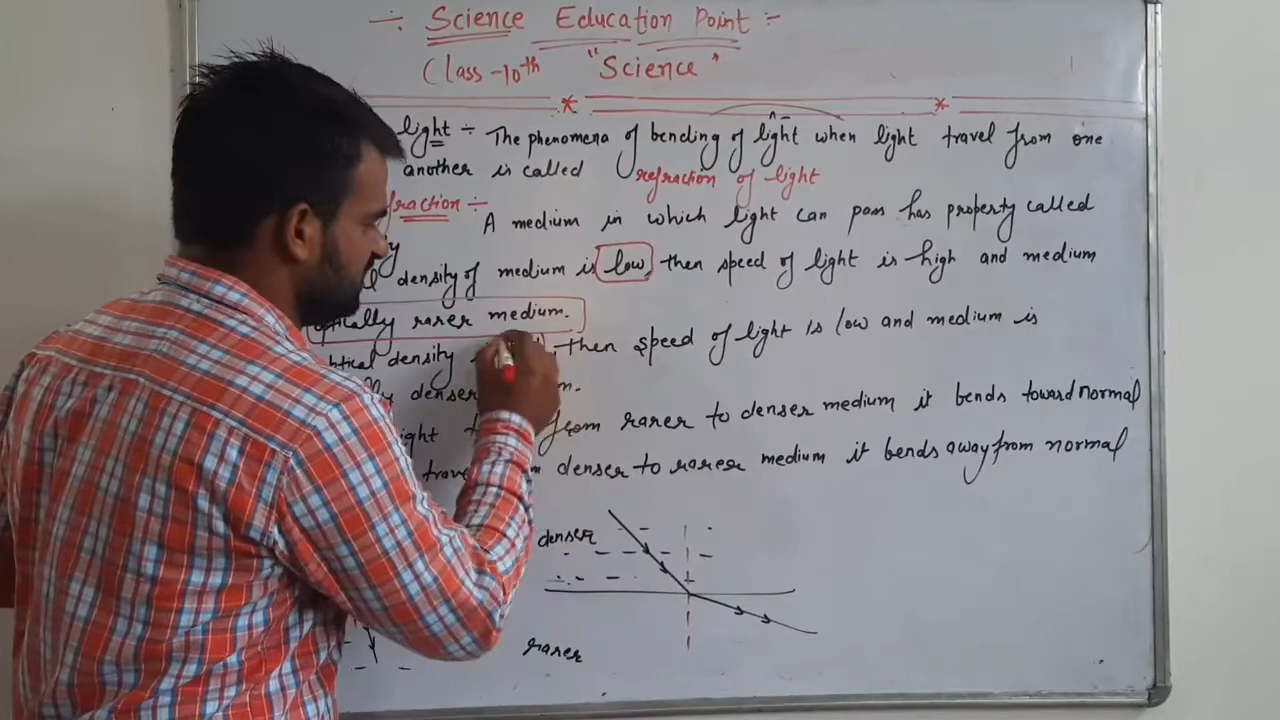 ÷ Science Education Point :-
Class-10th "Science"
light ÷ The phenomena of bending of light when light travel from one
another is called refraction of light
fraction ÷
A medium in which light can pass has property called
density of medium is low, then speed of light is high and medium
optically rarer medium.
density , then speed of light is low and medium is
denser m.
ight from rarer to denser medium it bends toward normal
trave m denser to rarer medium it bends away from normal
denser
rarer